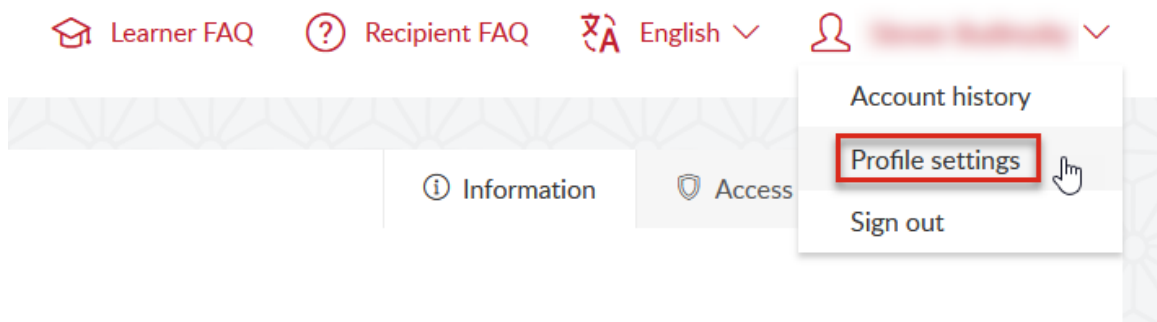 Learner FAQ Recipient FAQ English
Account history
Profile settings
Information Access
Sign out